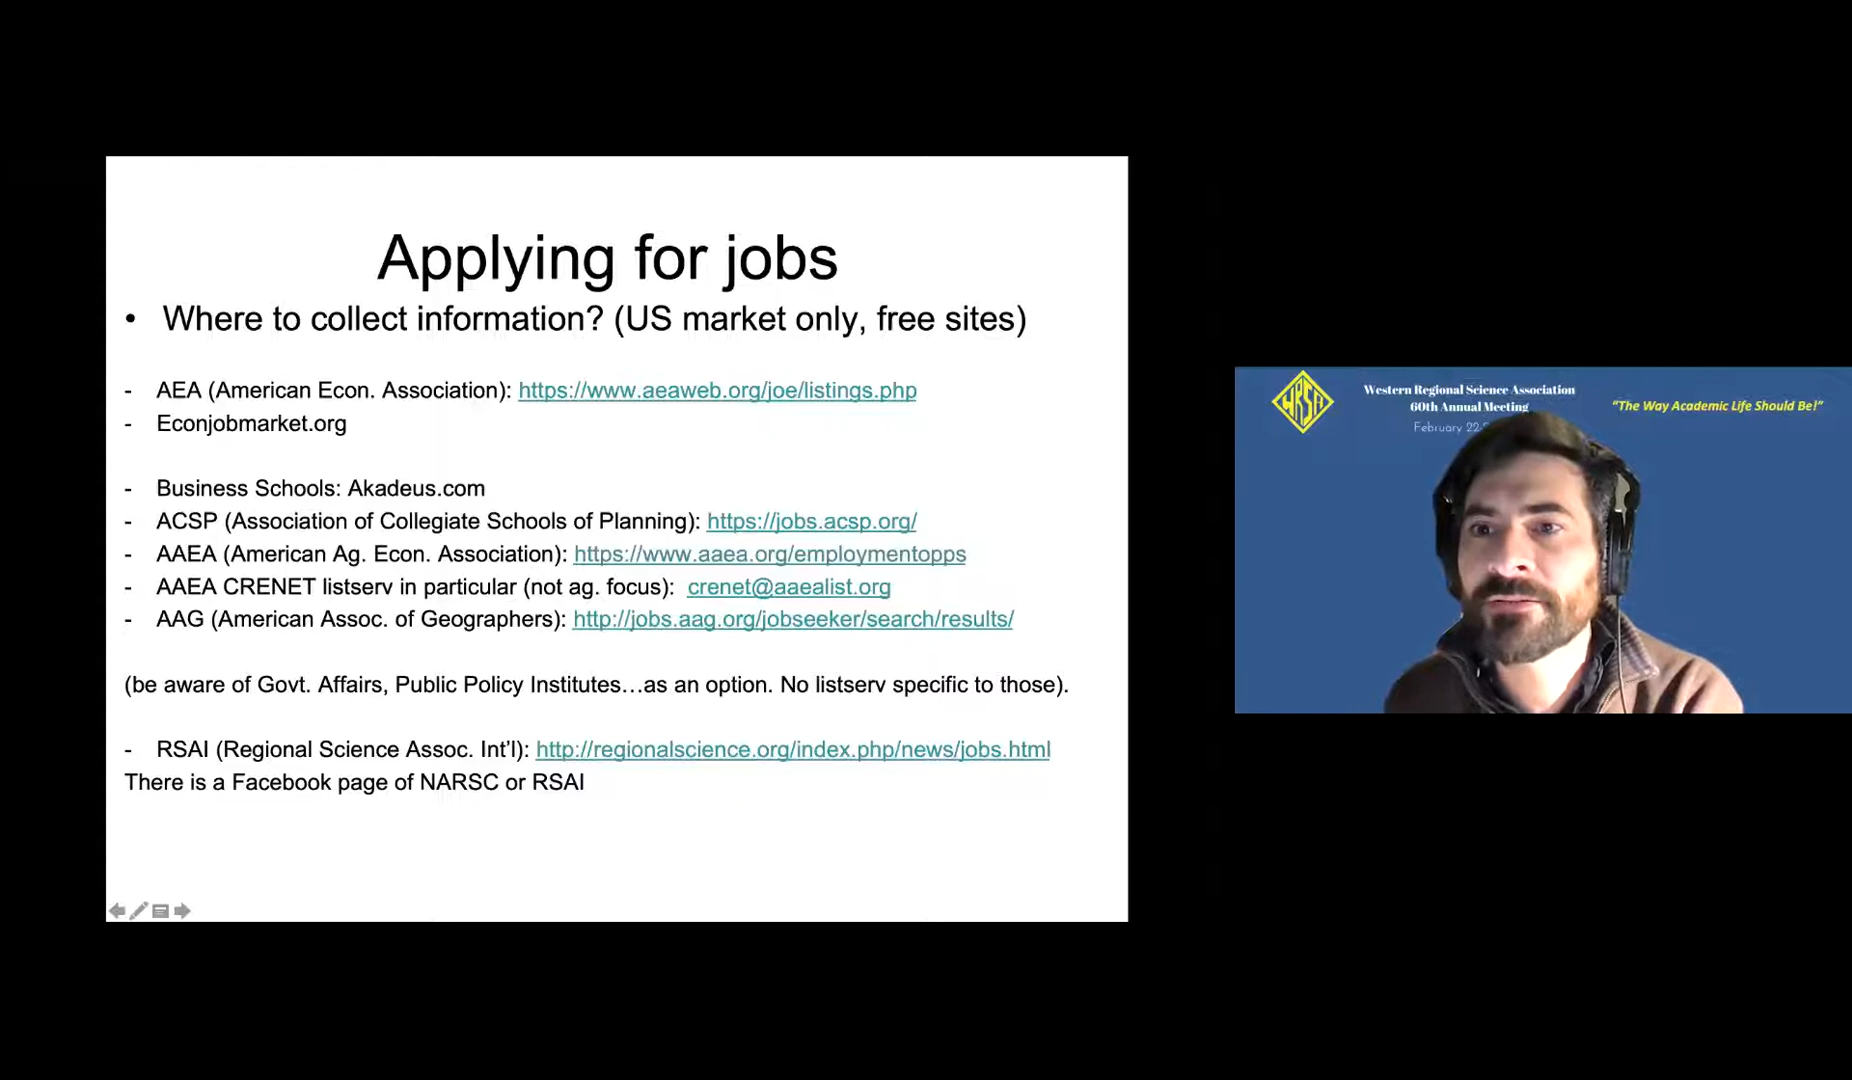 Applying for jobs
• Where to collect information? (US market only, free sites)
- AEA (American Econ. Association): https://www.aeaweb.org/joe/listings.php
- Econjobmarket.org
- Business Schools: Akadeus.com
- ACSP (Association of Collegiate Schools of Planning): https://jobs.acsp.org/
- AAEA (American Ag. Econ. Association): https://www.aaea.org/employmentopps
- AAEA CRENET listserv in particular (not ag. focus): crenet@aaealist.org
- AAG (American Assoc. of Geographers): http://jobs.aag.org/jobseeker/search/results/
(be aware of Govt. Affairs, Public Policy Institutes…as an option. No listserv specific to those).
- RSAI (Regional Science Assoc. Int’l): http://regionalscience.org/index.php/news/jobs.html
There is a Facebook page of NARSC or RSAI
WRSA
Western Regional Science Association
60th Annual Meeting
February 22-
“The Way Academic Life Should Be!”